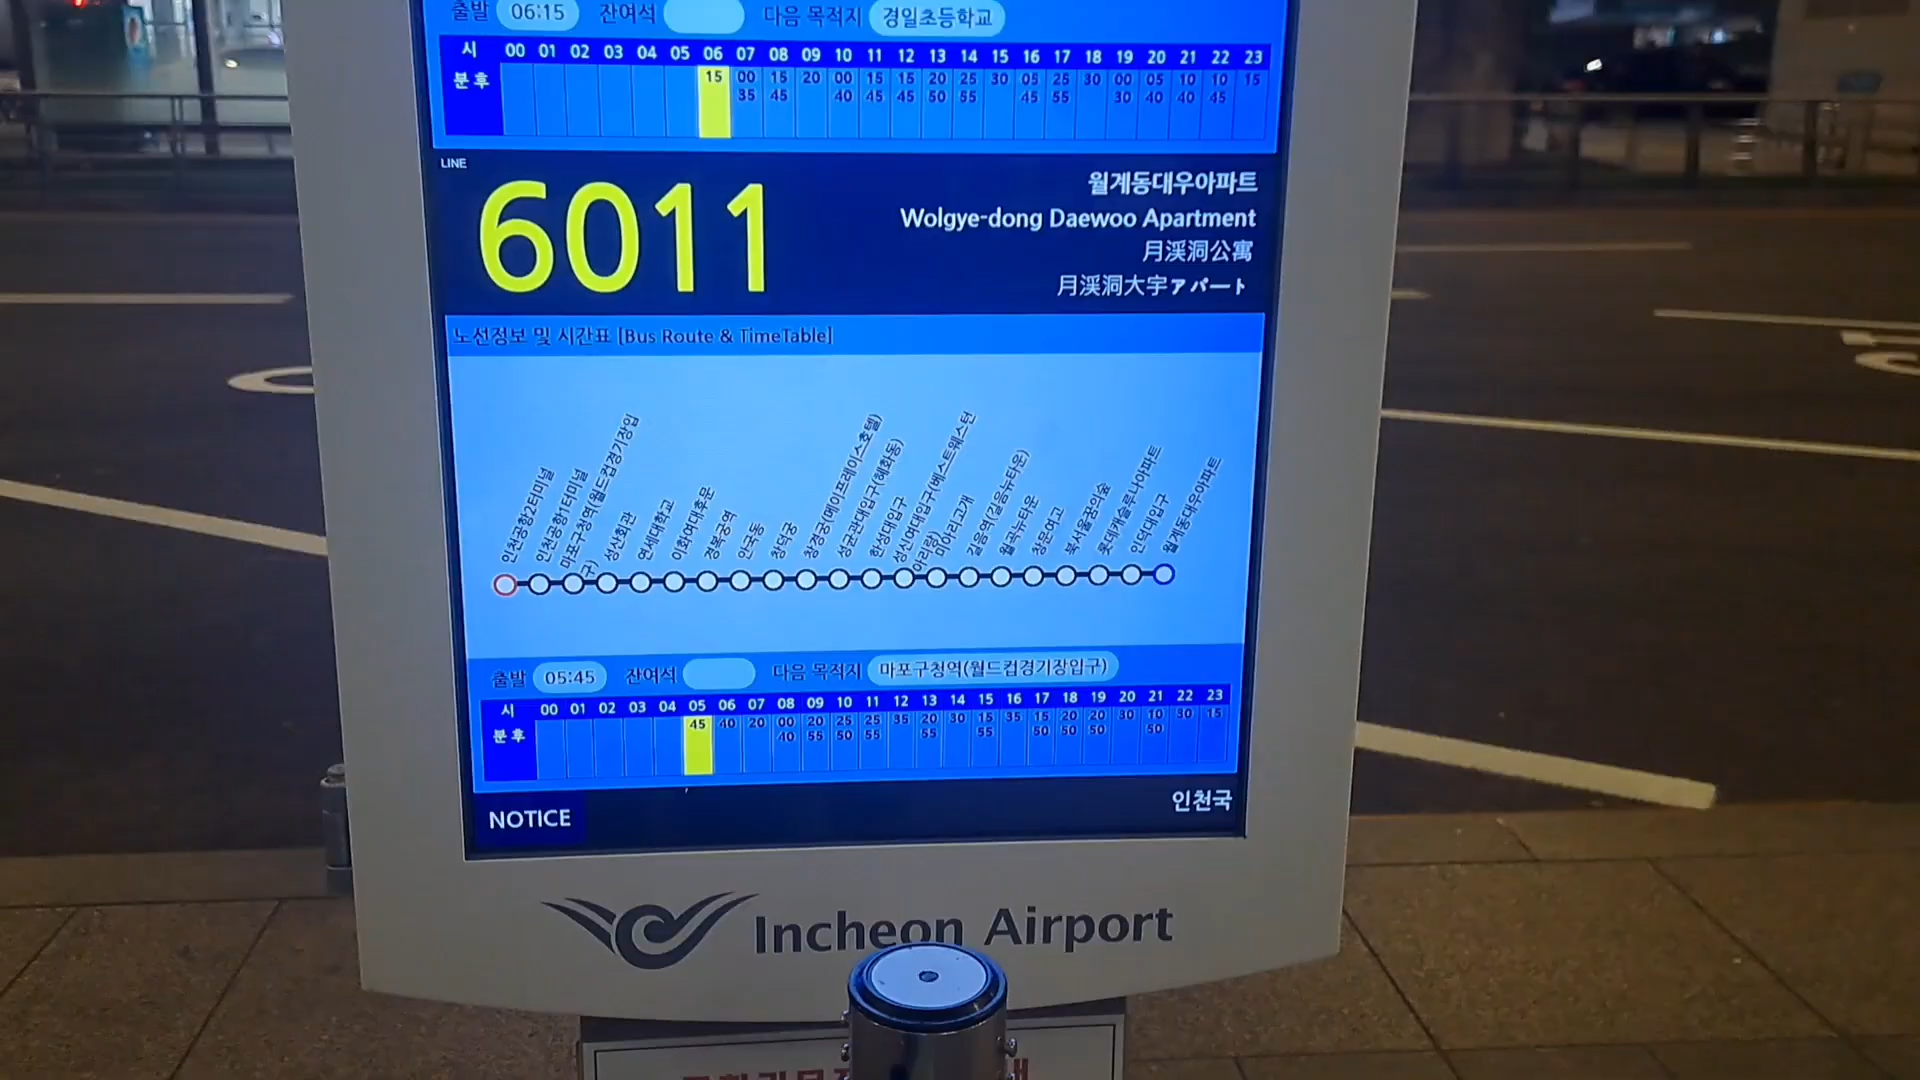 출발 06:15 잔여석 다음 목적지 경일초등학교
시 00 01 02 03 04 05 06 07 08 09 10 11 12 13 14 15 16 17 18 19 20 21 22 23
분 후 15 00 15 20 00 15 15 20 25 30 05 25 30 00 05 10 10 15
35 45 40 45 45 50 55 45 55 30 40 40 45
LINE
6011
월계동대우아파트
Wolgye-dong Daewoo Apartment
月渓洞公寓
月渓洞大宇アパート
노선정보 및 시간표 [Bus Route & TimeTable]
인천공항2터미널
인천공항1터미널
마포구청역(월드컵경기장입구)
성산회관
연세대학교
이화여대후문
경복궁역
안국동
창덕궁
창경궁(메이프레이스호텔)
성균관대입구(혜화동)
한성대입구
성신여대입구(베스트웨스턴아리랑)
미아리고개
길음역(길음뉴타운)
월곡뉴타운
창문여고
북서울꿈의숲
롯데캐슬루나아파트
인덕대입구
월계동대우아파트
출발 05:45 잔여석 다음 목적지 마포구청역(월드컵경기장입구)
시 00 01 02 03 04 05 06 07 08 09 10 11 12 13 14 15 16 17 18 19 20 21 22 23
분 후 45 40 20 00 20 25 25 35 20 30 15 35 15 20 20 30 10 30 15
40 55 50 55 55 55 50 50 50 50
NOTICE
인천국
Incheon Airport